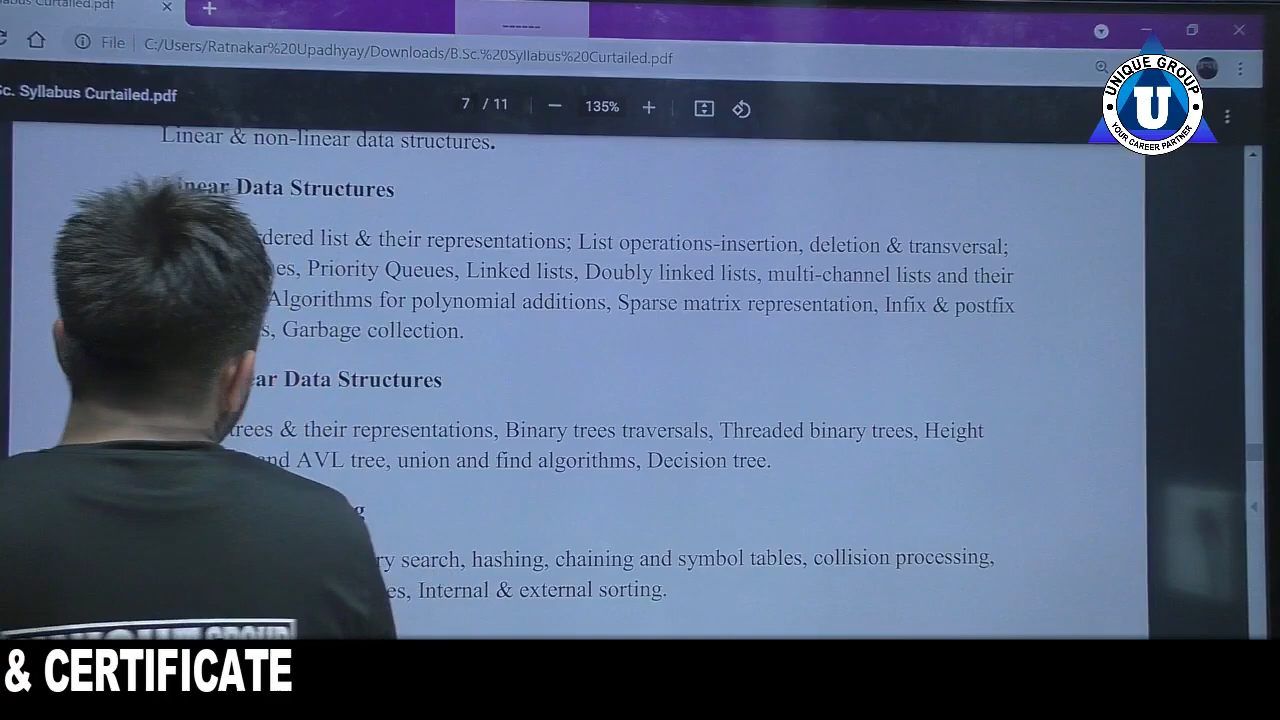 abus Curtailed.pdf
File C:/Users/Ratnakar%20Upadhyay/Downloads/B.Sc.%20Syllabus%20Curtailed.pdf
Sc. Syllabus Curtailed.pdf
7 / 11
135%
UNIQUE GROUP
U
YOUR CAREER PARTNER
Linear & non-linear data structures.
Linear Data Structures
dered list & their representations; List operations-insertion, deletion & transversal;
es, Priority Queues, Linked lists, Doubly linked lists, multi-channel lists and their
Algorithms for polynomial additions, Sparse matrix representation, Infix & postfix
s, Garbage collection.
ear Data Structures
trees & their representations, Binary trees traversals, Threaded binary trees, Height
and AVL tree, union and find algorithms, Decision tree.
g
ry search, hashing, chaining and symbol tables, collision processing,
es, Internal & external sorting.
GROUP
& CERTIFICATE